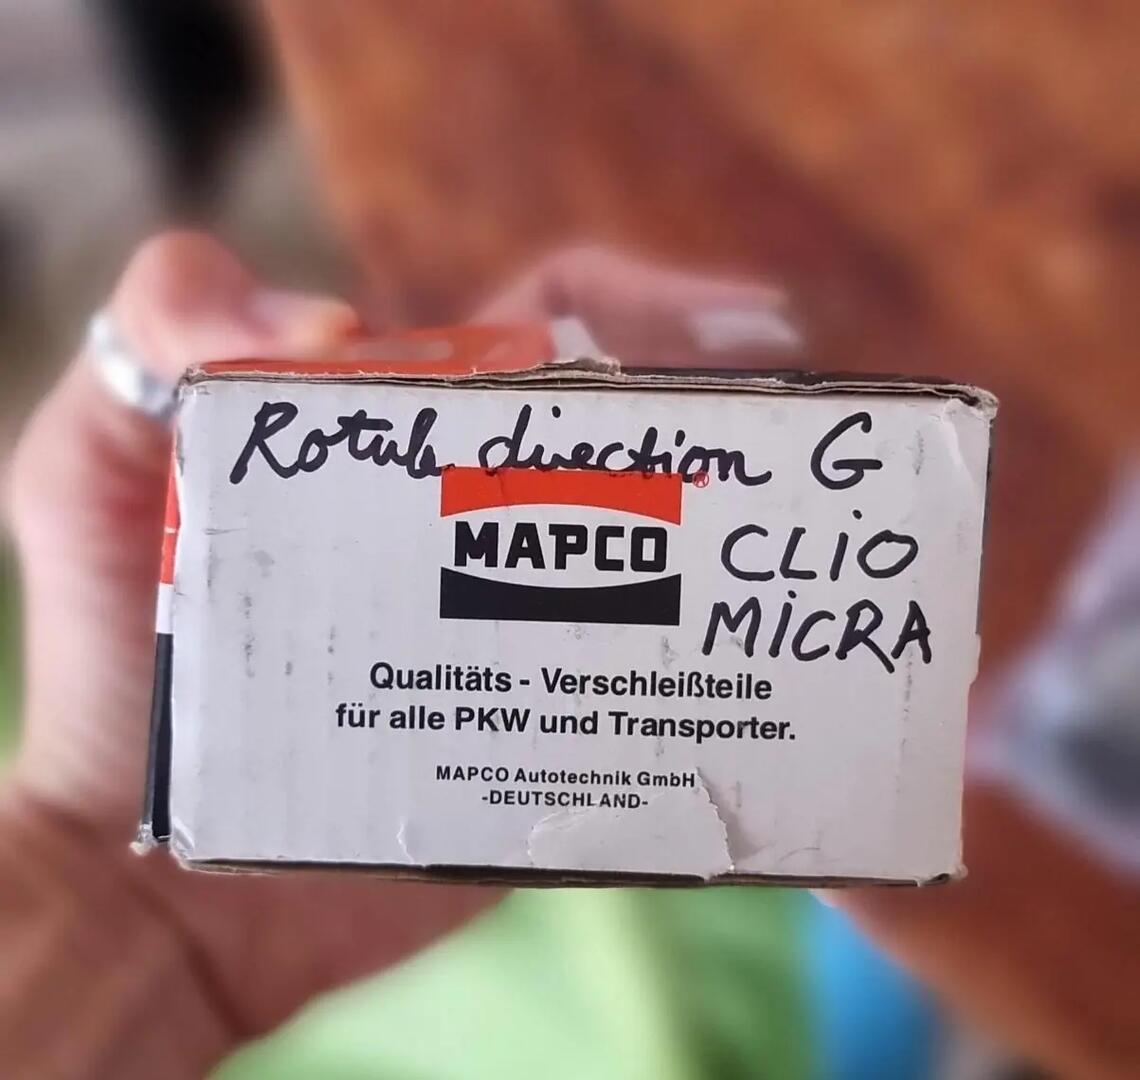 Rotule direction G
MAPCO
CLiO
MiCRA
Qualitäts - Verschleißteile
für alle PKW und Transporter.
MAPCO Autotechnik GmbH
-DEUTSCHLAND-